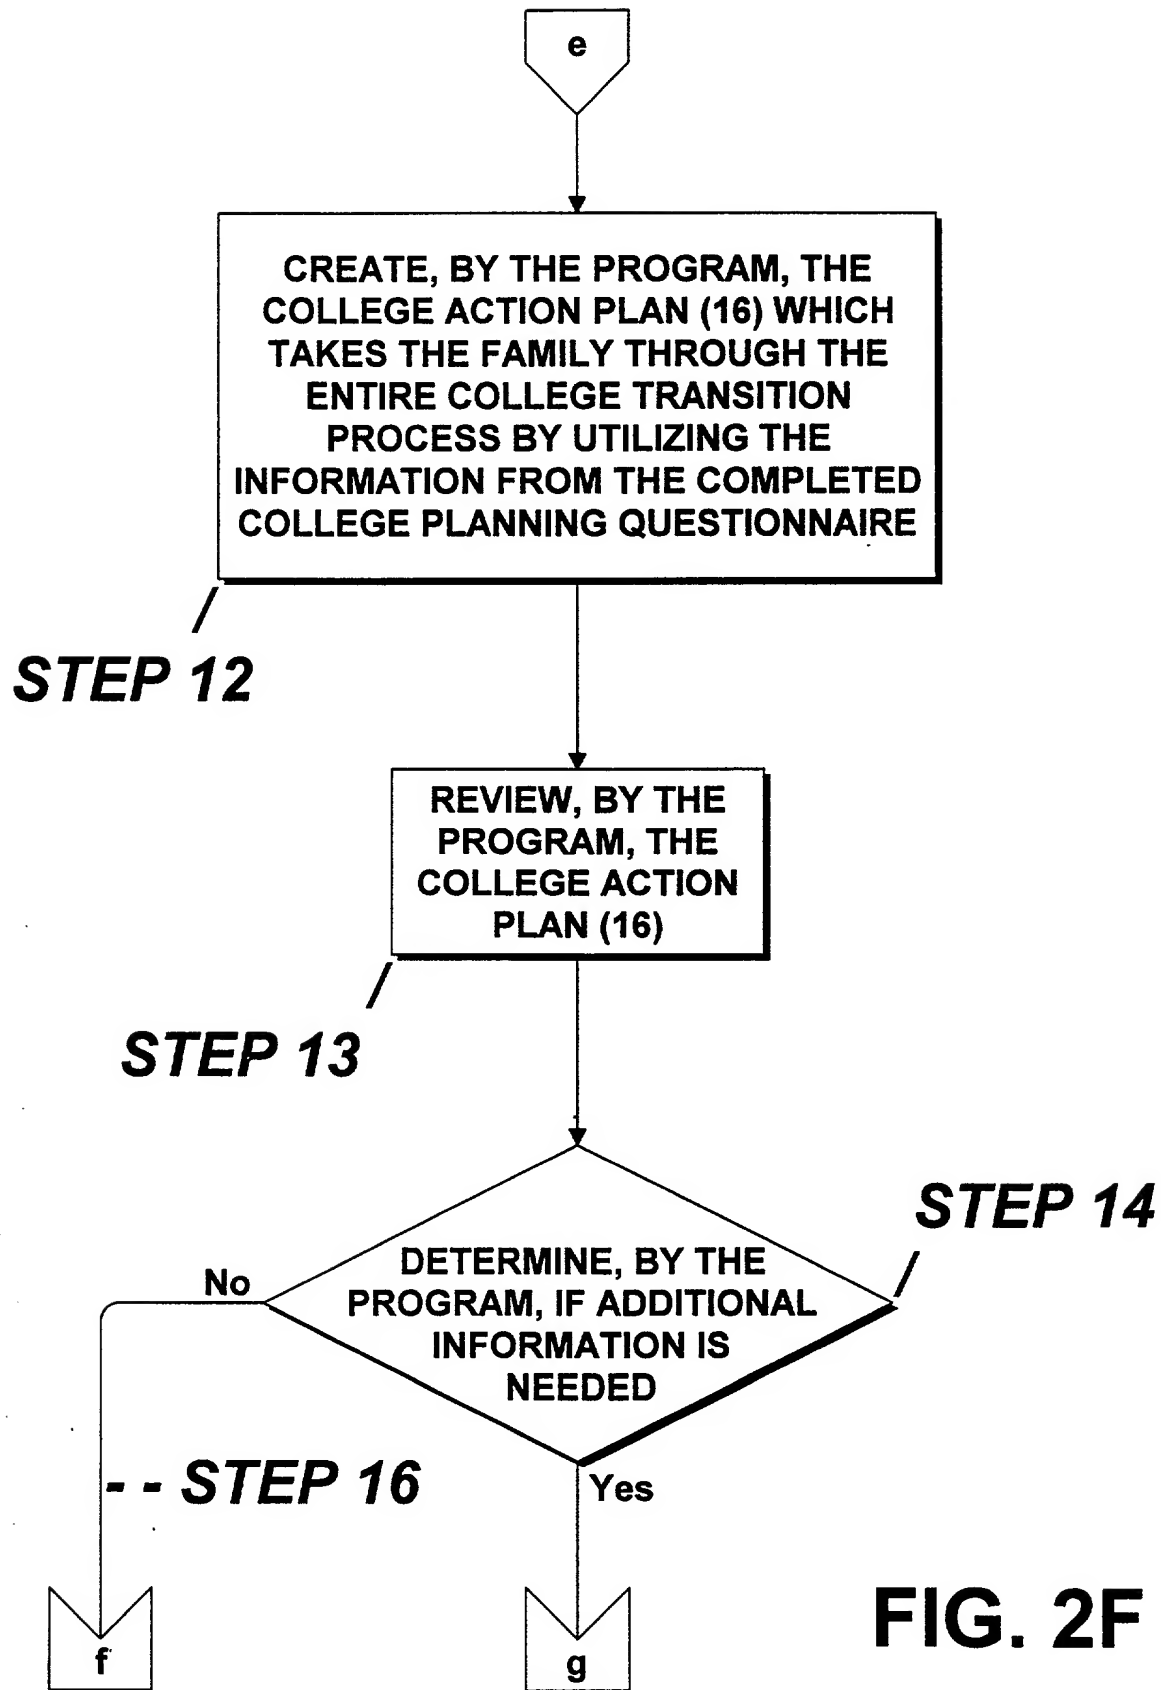 e
CREATE, BY THE PROGRAM, THE
COLLEGE ACTION PLAN (16) WHICH
TAKES THE FAMILY THROUGH THE
ENTIRE COLLEGE TRANSITION
PROCESS BY UTILIZING THE
INFORMATION FROM THE COMPLETED
COLLEGE PLANNING QUESTIONNAIRE
STEP 12
REVIEW, BY THE
PROGRAM, THE
COLLEGE ACTION
PLAN (16)
STEP 13
STEP 14
DETERMINE, BY THE
PROGRAM, IF ADDITIONAL
INFORMATION IS
NEEDED
No
STEP 16
Yes
f
g
FIG. 2F